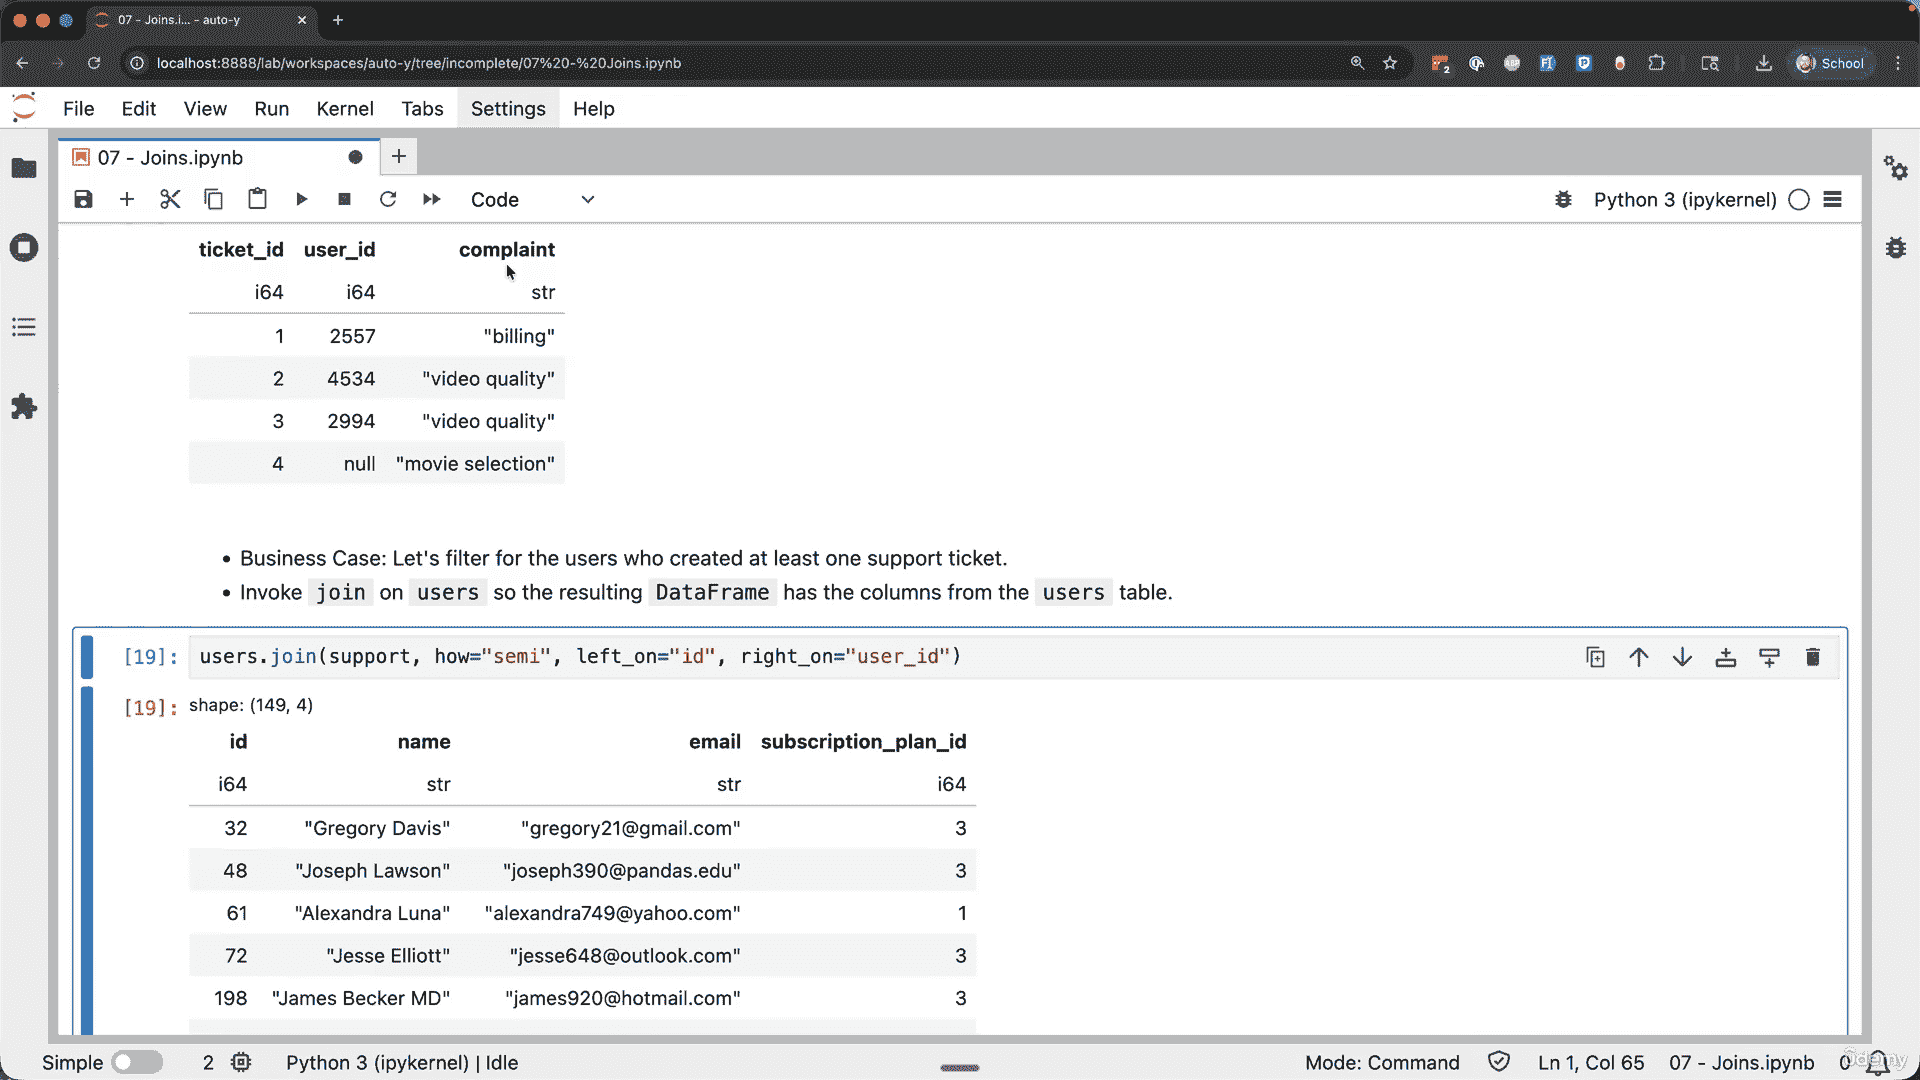 07 - Joins.i... - auto-y
localhost:8888/lab/workspaces/auto-y/tree/incomplete/07%20-%20Joins.ipynb
School
File Edit View Run Kernel Tabs Settings Help
07 - Joins.ipynb
Code
Python 3 (ipykernel)
ticket_id user_id complaint
i64 i64 str
1 2557 "billing"
2 4534 "video quality"
3 2994 "video quality"
4 null "movie selection"
• Business Case: Let's filter for the users who created at least one support ticket.
• Invoke join on users so the resulting DataFrame has the columns from the users table.
[19]: users.join(support, how="semi", left_on="id", right_on="user_id")
[19]: shape: (149, 4)
id name email subscription_plan_id
i64 str str i64
32 "Gregory Davis" "gregory21@gmail.com" 3
48 "Joseph Lawson" "joseph390@pandas.edu" 3
61 "Alexandra Luna" "alexandra749@yahoo.com" 1
72 "Jesse Elliott" "jesse648@outlook.com" 3
198 "James Becker MD" "james920@hotmail.com" 3
Simple 2 Python 3 (ipykernel) | Idle Mode: Command Ln 1, Col 65 07 - Joins.ipynb 0
Udemy